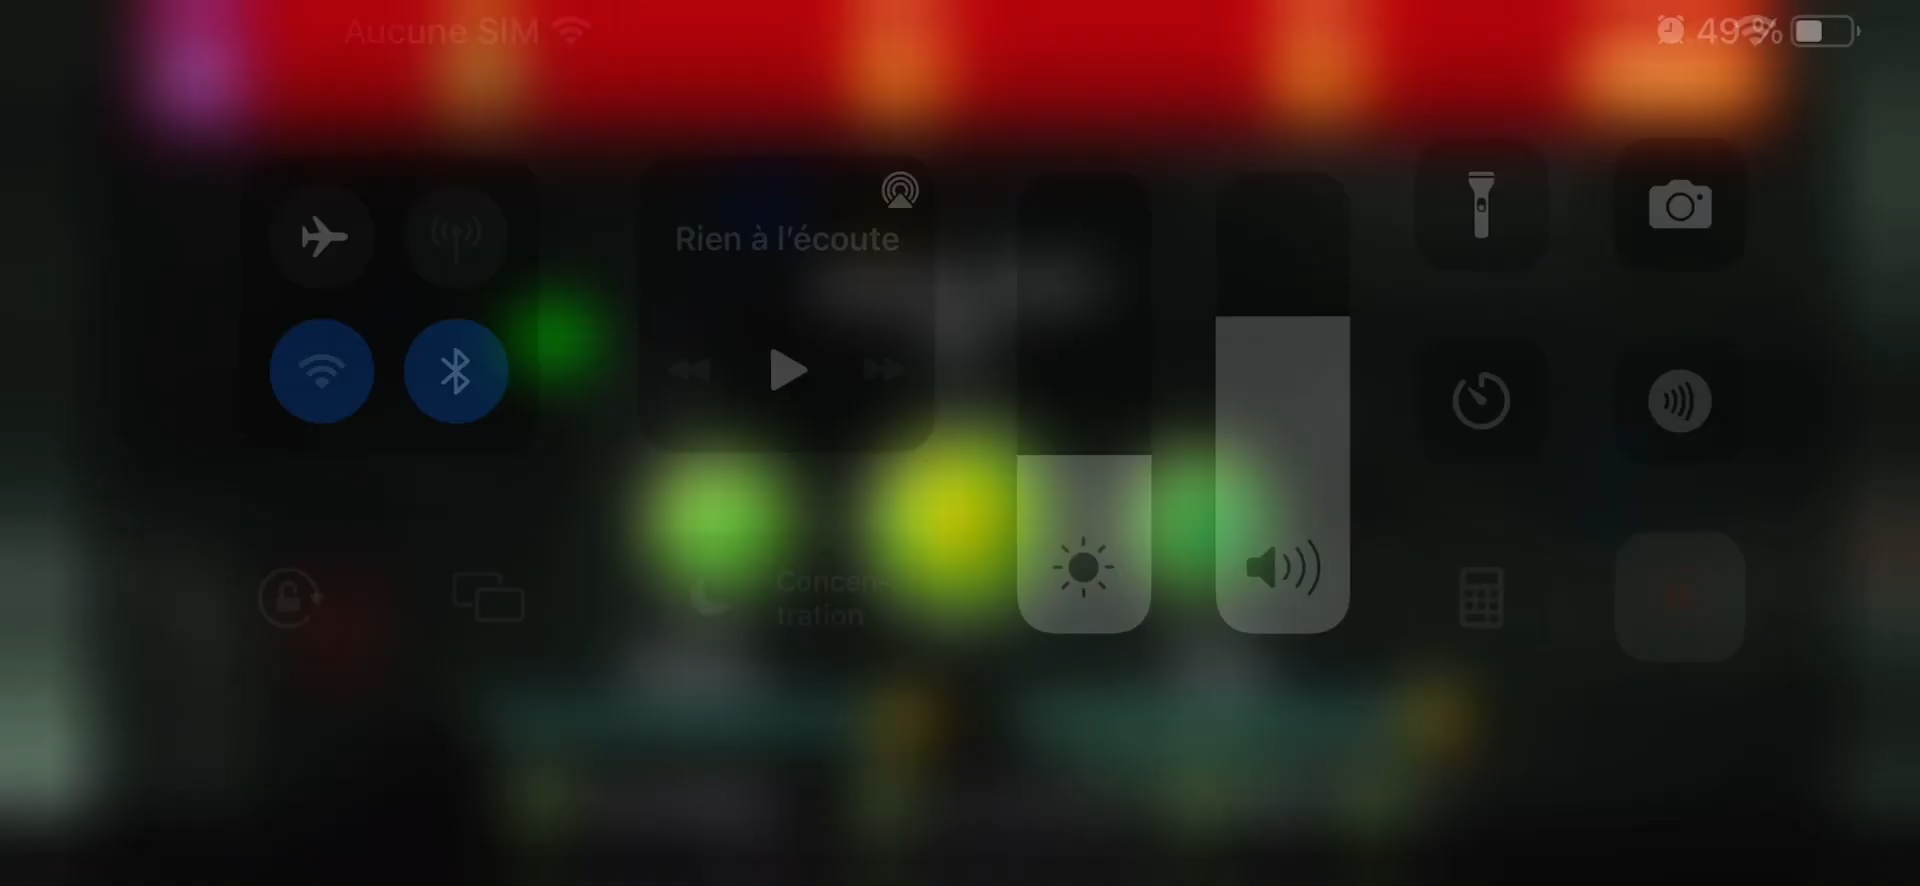 Aucune SIM
49 %
Rien à l'écoute
Concen-
tration